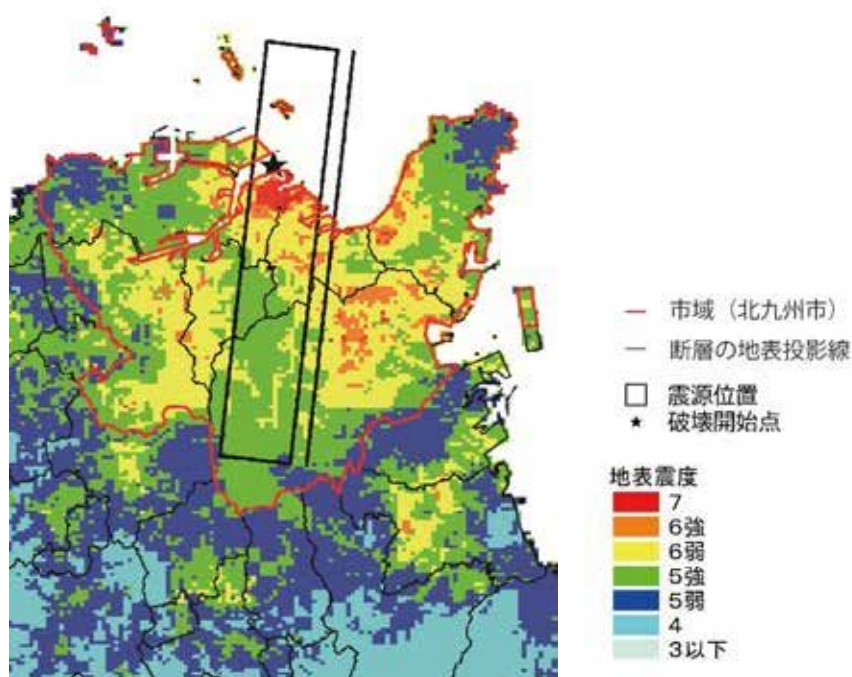 市域（北九州市）
断層の地表投影線
震源位置
破壊開始点
地表震度
7
6強
6弱
5強
5弱
4
3以下